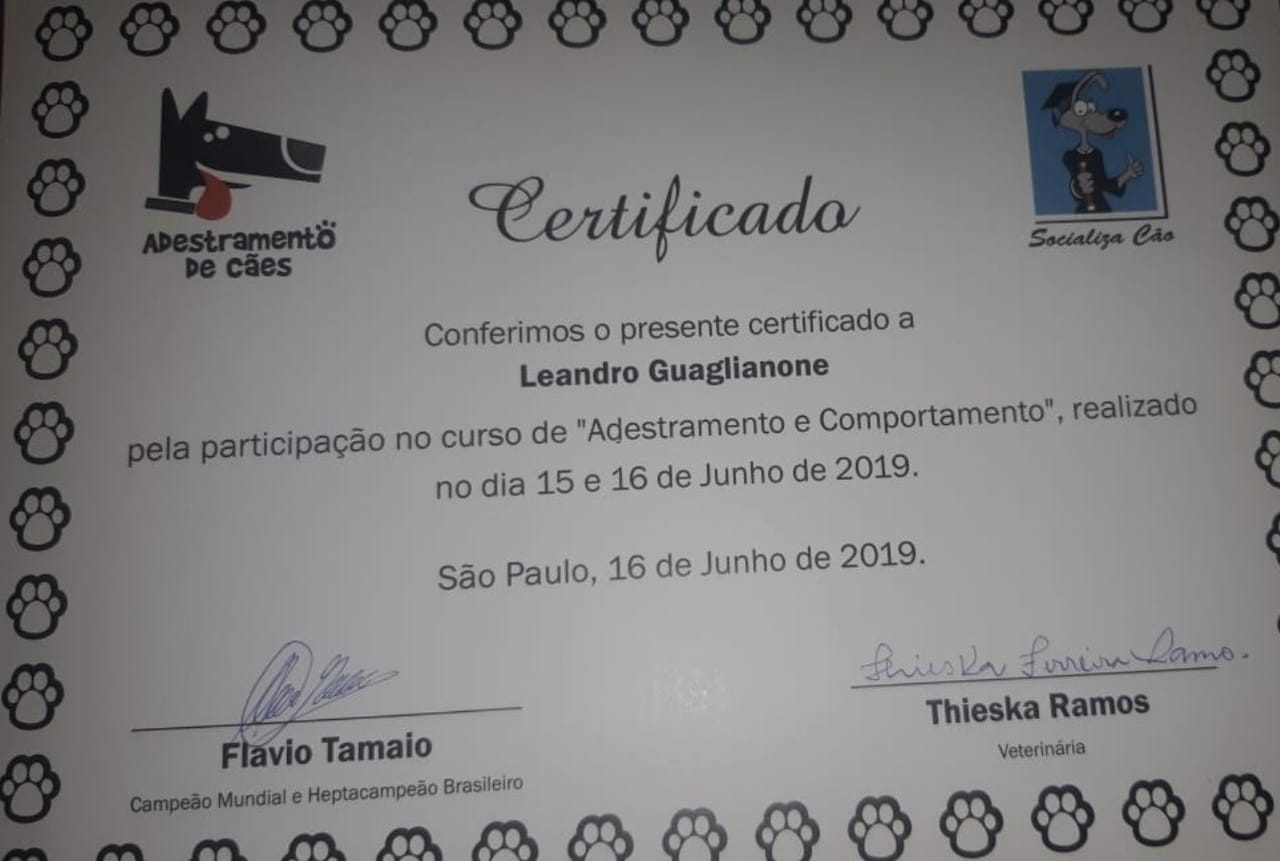 Adestramento
de cães
Certificado
Socializa Cão
Conferimos o presente certificado a
Leandro Guaglianone
pela participação no curso de "Adestramento e Comportamento", realizado
no dia 15 e 16 de Junho de 2019.
São Paulo, 16 de Junho de 2019.
Thieska Ferreira Ramos.
Flavio Tamaio
Campeão Mundial e Heptacampeão Brasileiro
Thieska Ramos
Veterinária